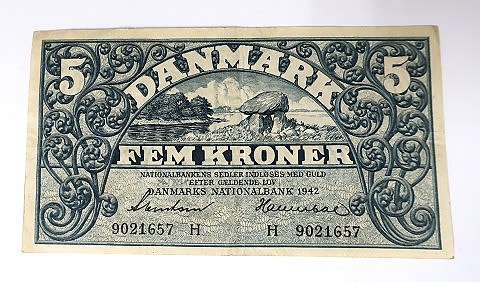 5 DANMARK 5
FEM KRONER
NATIONALBANKENS SEDLER INDLØSES MED GULD
EFTER GÆLDENDE LOV
DANMARKS NATIONALBANK 1942
9021657 H H 9021657